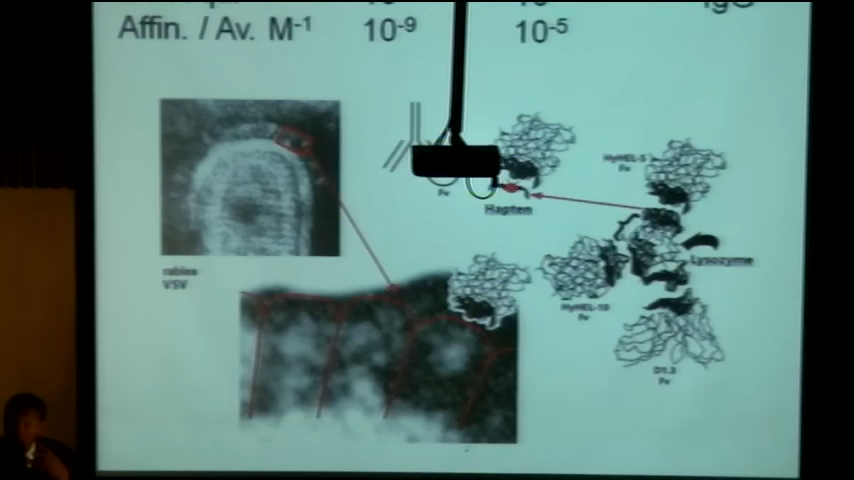 Affin. / Av. M-1 10-9 10-5
HyHEL-5
Fv
Fv
Hapten
Lysozyme
rabies
VSV
HyHEL-10
Fv
D1.3
Fv